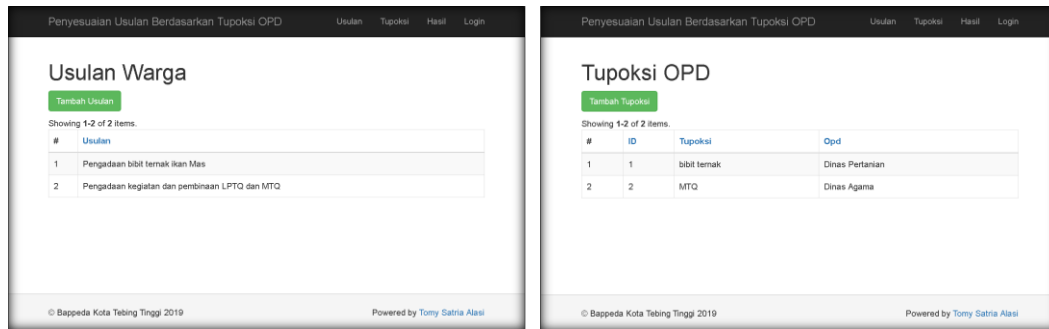 Penyesuaian Usulan Berdasarkan Tupoksi OPD Usulan Tupoksi Hasil Login
Usulan Warga
Tambah Usulan
Showing 1-2 of 2 items.
# Usulan
1 Pengadaan bibit ternak ikan Mas
2 Pengadaan kegiatan dan pembinaan LPTQ dan MTQ
© Bappeda Kota Tebing Tinggi 2019 Powered by Tomy Satria Alasi
Penyesuaian Usulan Berdasarkan Tupoksi OPD Usulan Tupoksi Hasil Login
Tupoksi OPD
Tambah Tupoksi
Showing 1-2 of 2 items.
# ID Tupoksi Opd
1 1 bibit ternak Dinas Pertanian
2 2 MTQ Dinas Agama
© Bappeda Kota Tebing Tinggi 2019 Powered by Tomy Satria Alasi